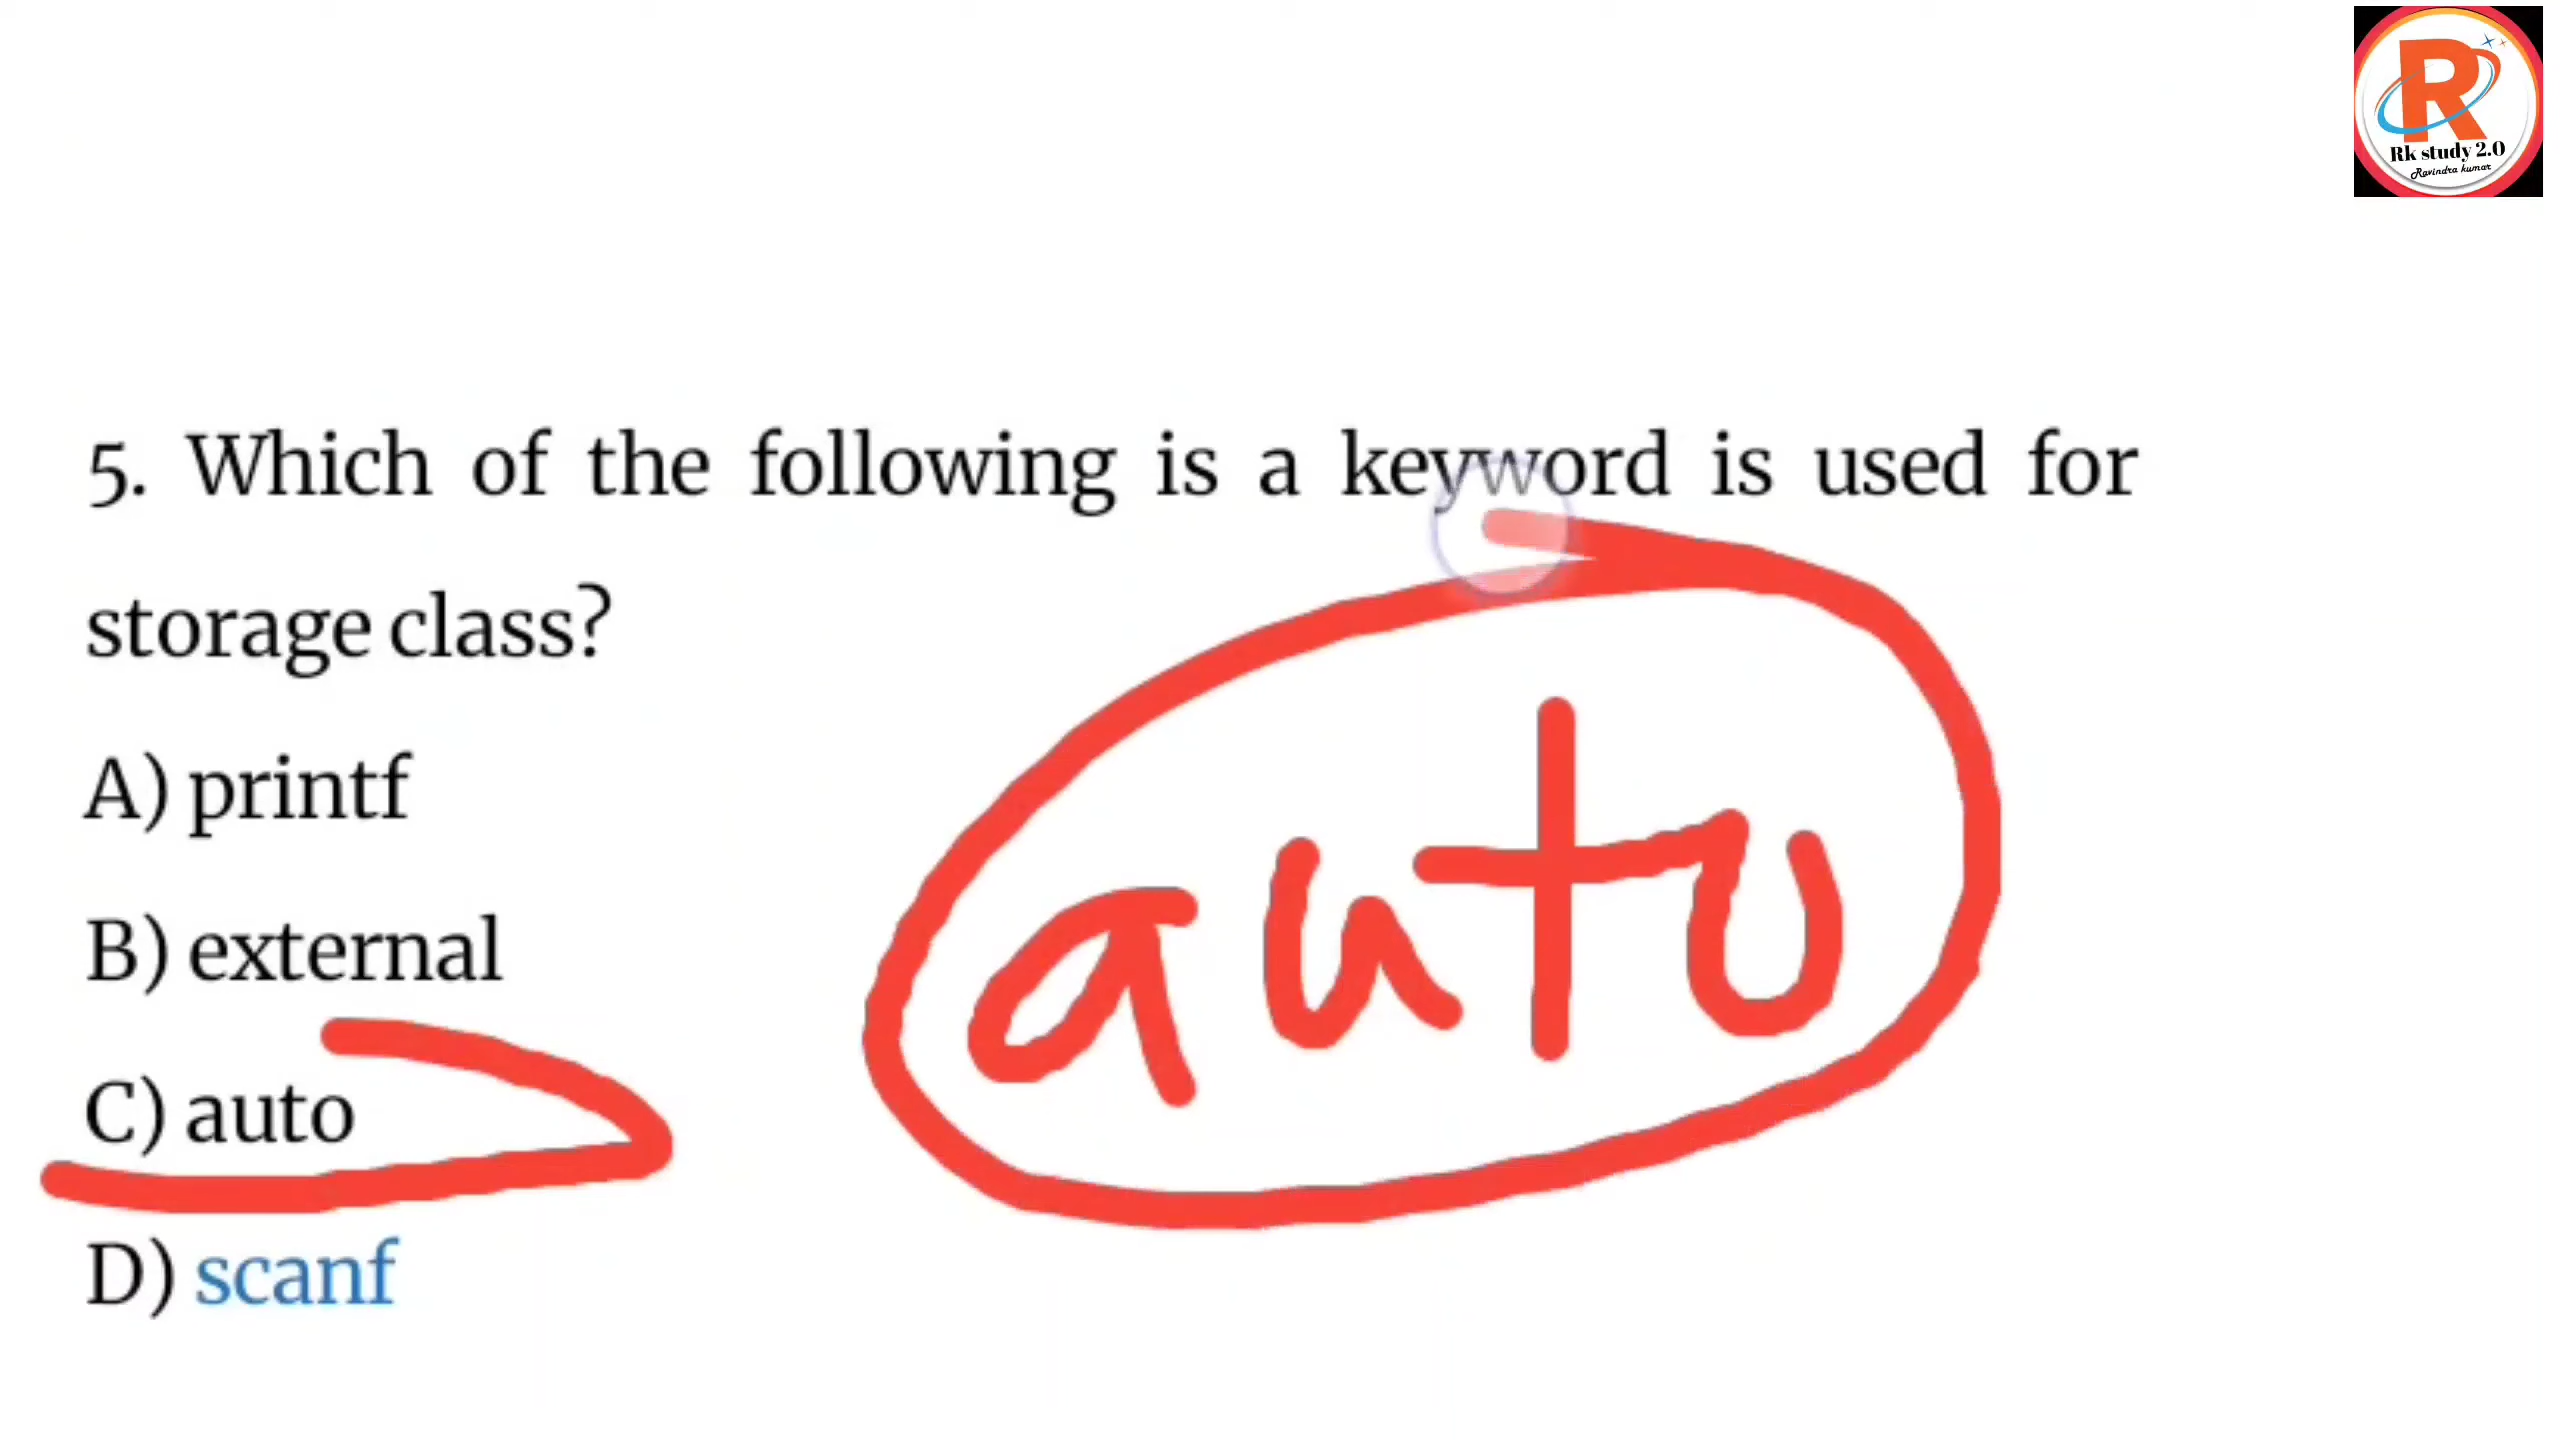 R
Rk study 2.0
Ravindra kumar
5. Which of the following is a keyword is used for
storage class?
A) printf
B) external
C) auto
D) scanf
auto